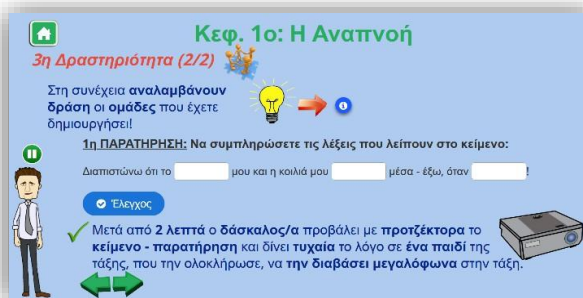 Κεφ. 1ο: Η Αναπνοή
3η Δραστηριότητα (2/2)
Στη συνέχεια αναλαμβάνουν
δράση οι ομάδες που έχετε
δημιουργήσει!
1η ΠΑΡΑΤΗΡΗΣΗ: Να συμπληρώσετε τις λέξεις που λείπουν στο κείμενο:
Διαπιστώνω ότι το μου και η κοιλιά μου μέσα - έξω, όταν !
Έλεγχος
Μετά από 2 λεπτά ο δάσκαλος/α προβάλει με προτζέκτορα το
κείμενο - παρατήρηση και δίνει τυχαία το λόγο σε ένα παιδί της
τάξης, που την ολοκλήρωσε, να την διαβάσει μεγαλόφωνα στην τάξη.